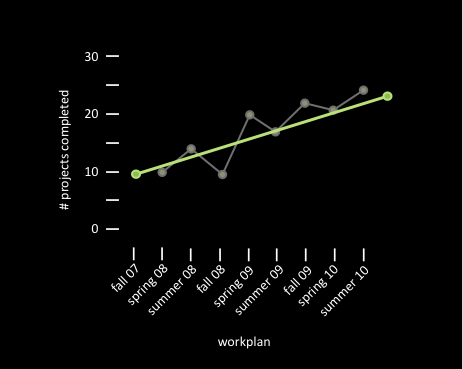 30
20
10
0
# projects completed
fall 07
spring 08
summer 08
fall 08
spring 09
summer 09
fall 09
spring 10
summer 10
workplan